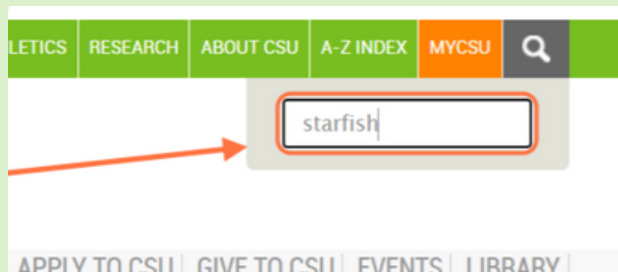 LETICS RESEARCH ABOUT CSU A-Z INDEX MYCSU
starfish
APPLY TO CSU GIVE TO CSU EVENTS LIBRARY